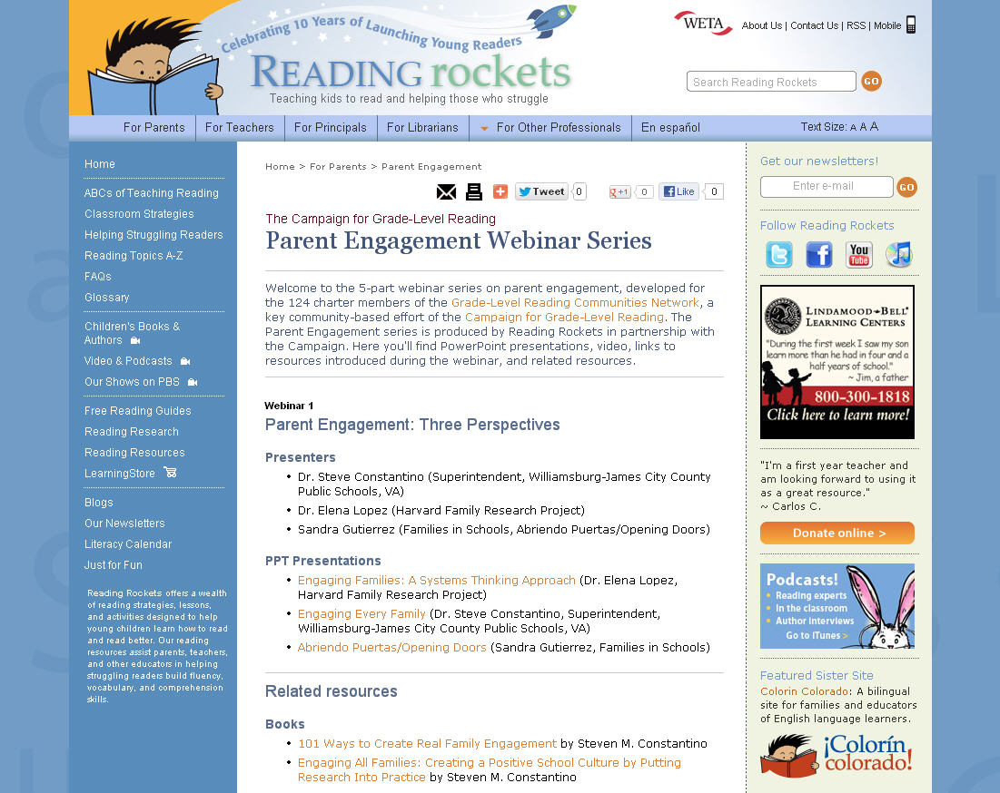 Celebrating 10 Years of Launching Young Readers
READING rockets
Teaching kids to read and helping those who struggle
WETA
About Us | Contact Us | RSS | Mobile
Search Reading Rockets
GO
For Parents
For Teachers
For Principals
For Librarians
For Other Professionals
En español
Text Size: A A A
Home
ABCs of Teaching Reading
Classroom Strategies
Helping Struggling Readers
Reading Topics A-Z
FAQs
Glossary
Children's Books &
Authors
Video & Podcasts
Our Shows on PBS
Free Reading Guides
Reading Research
Reading Resources
LearningStore
Blogs
Our Newsletters
Literacy Calendar
Just for Fun
Reading Rockets offers a wealth
of reading strategies, lessons,
and activities designed to help
young children learn how to read
and read better. Our reading
resources assist parents, teachers,
and other educators in helping
struggling readers build fluency,
vocabulary, and comprehension
skills.
Home > For Parents > Parent Engagement
Tweet
0
+1
0
Like
0
The Campaign for Grade-Level Reading
Parent Engagement Webinar Series
Welcome to the 5-part webinar series on parent engagement, developed for
the 124 charter members of the Grade-Level Reading Communities Network, a
key community-based effort of the Campaign for Grade-Level Reading. The
Parent Engagement series is produced by Reading Rockets in partnership with
the Campaign. Here you'll find PowerPoint presentations, video, links to
resources introduced during the webinar, and related resources.
Webinar 1
Parent Engagement: Three Perspectives
Presenters
• Dr. Steve Constantino (Superintendent, Williamsburg-James City County
Public Schools, VA)
• Dr. Elena Lopez (Harvard Family Research Project)
• Sandra Gutierrez (Families in Schools, Abriendo Puertas/Opening Doors)
PPT Presentations
• Engaging Families: A Systems Thinking Approach (Dr. Elena Lopez,
Harvard Family Research Project)
• Engaging Every Family (Dr. Steve Constantino, Superintendent,
Williamsburg-James City County Public Schools, VA)
• Abriendo Puertas/Opening Doors (Sandra Gutierrez, Families in Schools)
Related resources
Books
• 101 Ways to Create Real Family Engagement by Steven M. Constantino
• Engaging All Families: Creating a Positive School Culture by Putting
Research Into Practice by Steven M. Constantino
Get our newsletters!
Enter e-mail
GO
Follow Reading Rockets
You
Tube
LINDAMOOD-BELL®
LEARNING CENTERS
"During the first week I saw my son
learn more than he had in four and a
half years of school."
~ Jim, a father
800-300-1818
Click here to learn more!
"I'm a first year teacher and
am looking forward to using it
as a great resource."
~ Carlos C.
Donate online >
Podcasts!
• Reading experts
• In the classroom
• Author interviews
Go to iTunes >
Featured Sister Site
Colorin Colorado: A bilingual
site for families and educators
of English language learners.
¡Colorín
colorado!